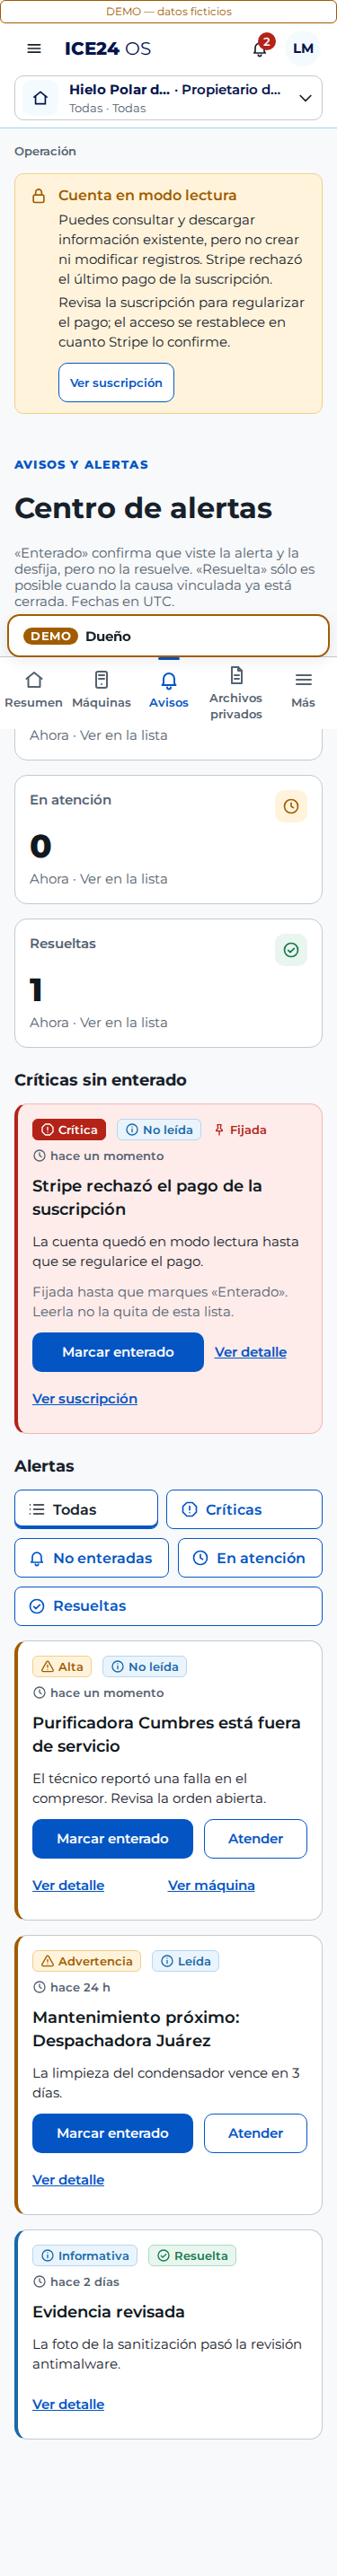 DEMO — datos ficticios
ICE24 OS
2
LM
Hielo Polar d... · Propietario d...
Todas · Todas
Operación
Cuenta en modo lectura
Puedes consultar y descargar
información existente, pero no crear
ni modificar registros. Stripe rechazó
el último pago de la suscripción.
Revisa la suscripción para regularizar
el pago; el acceso se restablece en
cuanto Stripe lo confirme.
Ver suscripción
AVISOS Y ALERTAS
Centro de alertas
«Enterado» confirma que viste la alerta y la
desfija, pero no la resuelve. «Resuelta» sólo es
posible cuando la causa vinculada ya está
cerrada. Fechas en UTC.
DEMO Dueño
Resumen
Máquinas
Avisos
Archivos
privados
Más
Ahora · Ver en la lista
En atención
0
Ahora · Ver en la lista
Resueltas
1
Ahora · Ver en la lista
Críticas sin enterado
Crítica No leída Fijada
hace un momento
Stripe rechazó el pago de la
suscripción
La cuenta quedó en modo lectura hasta
que se regularice el pago.
Fijada hasta que marques «Enterado».
Leerla no la quita de esta lista.
Marcar enterado Ver detalle
Ver suscripción
Alertas
Todas Críticas
No enteradas En atención
Resueltas
Alta No leída
hace un momento
Purificadora Cumbres está fuera
de servicio
El técnico reportó una falla en el
compresor. Revisa la orden abierta.
Marcar enterado Atender
Ver detalle Ver máquina
Advertencia Leída
hace 24 h
Mantenimiento próximo:
Despachadora Juárez
La limpieza del condensador vence en 3
días.
Marcar enterado Atender
Ver detalle
Informativa Resuelta
hace 2 días
Evidencia revisada
La foto de la sanitización pasó la revisión
antimalware.
Ver detalle